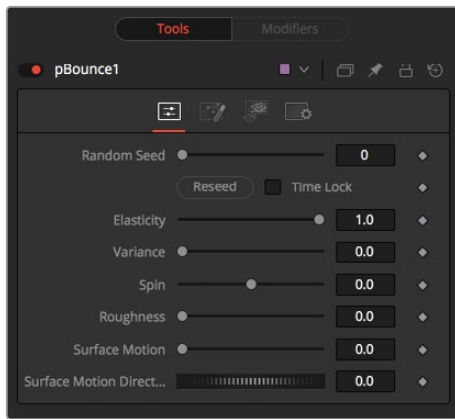 Tools Modifiers
pBounce1
Random Seed 0
Reseed Time Lock
Elasticity 1.0
Variance 0.0
Spin 0.0
Roughness 0.0
Surface Motion 0.0
Surface Motion Direct... 0.0